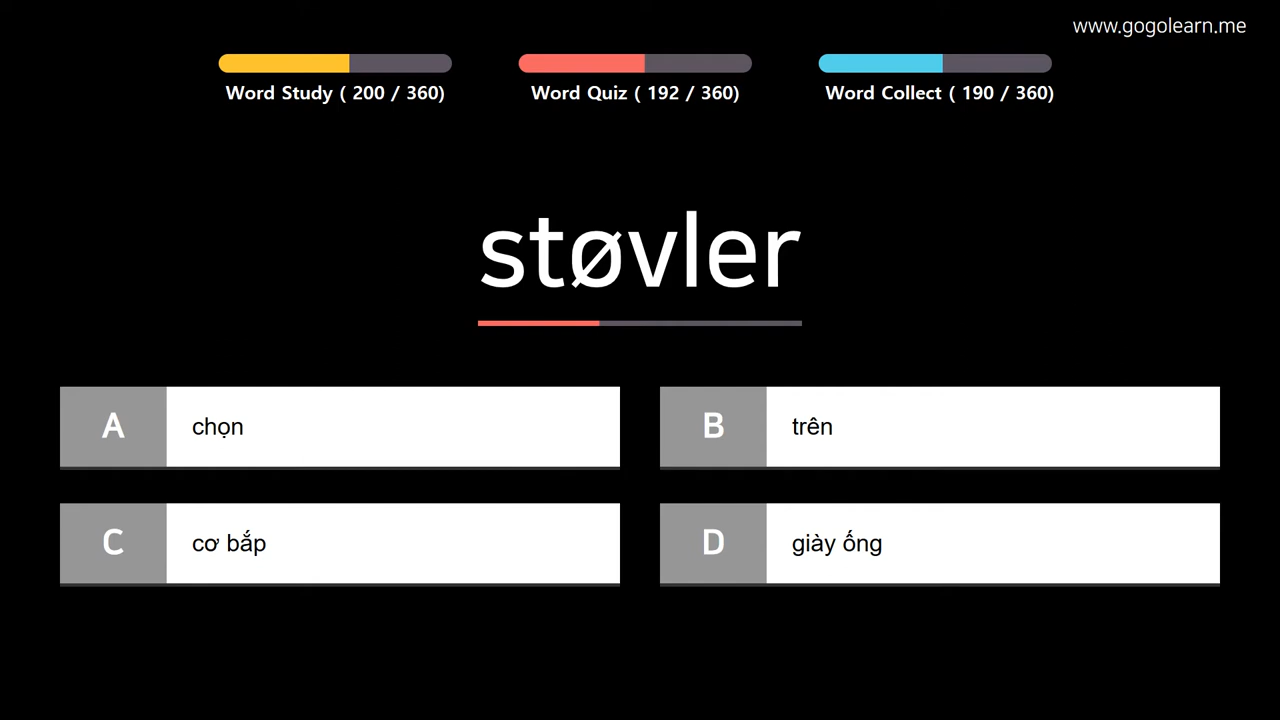 www.gogolearn.me
Word Study ( 200 / 360)
Word Quiz ( 192 / 360)
Word Collect ( 190 / 360)
støvler
A
chọn
B
trên
C
cơ bắp
D
giày ống